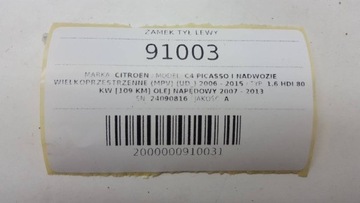 ZAMEK TYŁ LEWY
91003
MARKA: CITROEN / MODEL: C4 PICASSO I NADWOZIE
WIELKOPRZESTRZENNE (MPV) (UD_) 2006 - 2015 / TYP: 1.6 HDI 80
KW [109 KM] OLEJ NAPĘDOWY 2007 - 2013
SN: 24090816 JAKOŚĆ: A
2000000910031